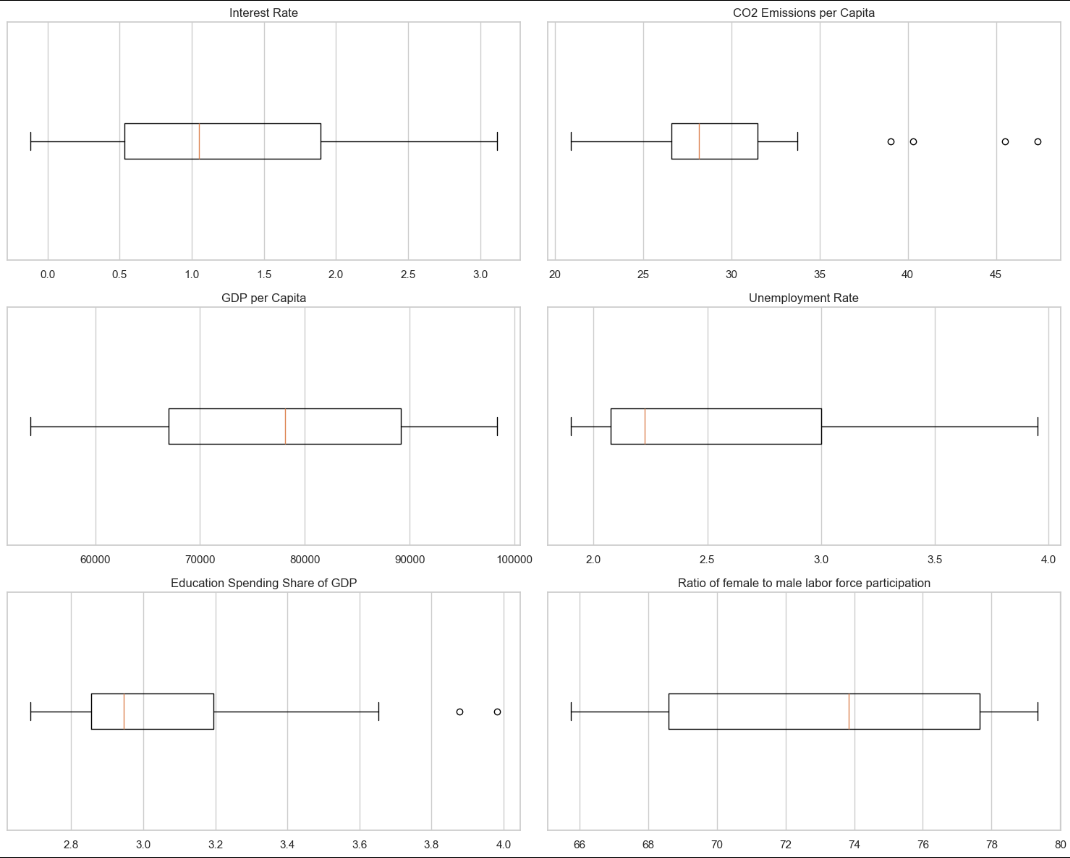 Interest Rate
0.0 0.5 1.0 1.5 2.0 2.5 3.0
CO2 Emissions per Capita
20 25 30 35 40 45
GDP per Capita
60000 70000 80000 90000 100000
Unemployment Rate
2.0 2.5 3.0 3.5 4.0
Education Spending Share of GDP
2.8 3.0 3.2 3.4 3.6 3.8 4.0
Ratio of female to male labor force participation
66 68 70 72 74 76 78 80